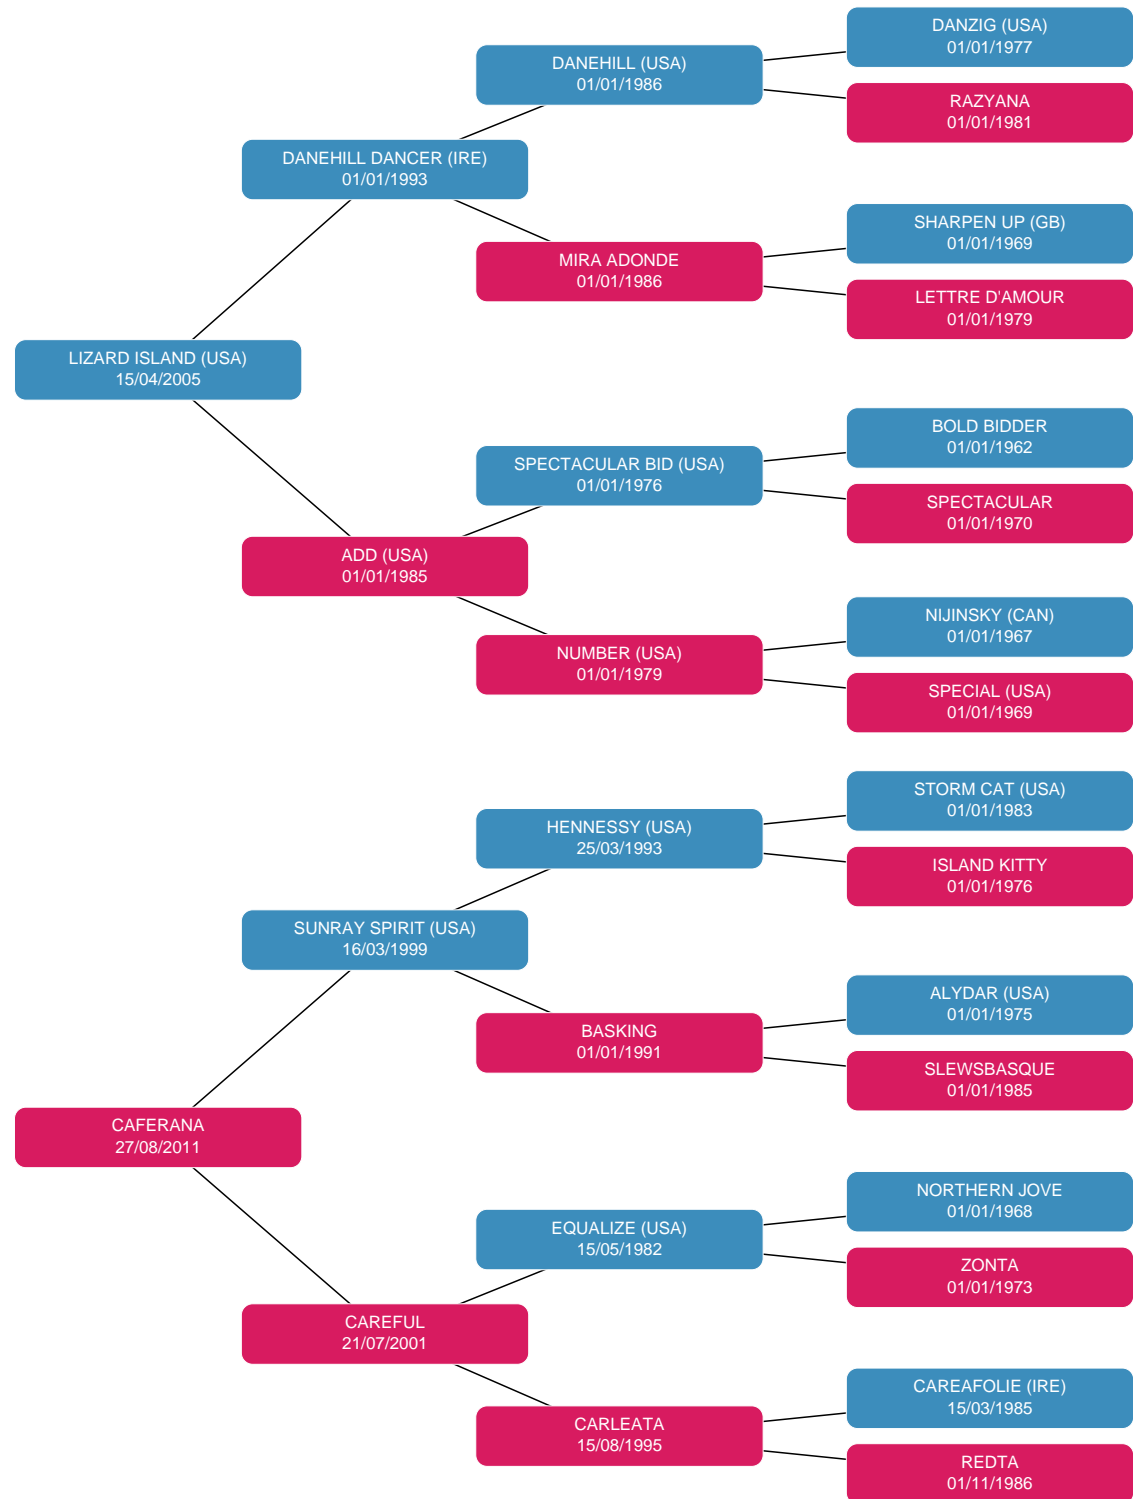 DANZIG (USA)
01/01/1977
DANEHILL (USA)
01/01/1986
RAZYANA
01/01/1981
DANEHILL DANCER (IRE)
01/01/1993
SHARPEN UP (GB)
01/01/1969
MIRA ADONDE
01/01/1986
LETTRE D'AMOUR
01/01/1979
LIZARD ISLAND (USA)
15/04/2005
BOLD BIDDER
01/01/1962
SPECTACULAR BID (USA)
01/01/1976
SPECTACULAR
01/01/1970
ADD (USA)
01/01/1985
NIJINSKY (CAN)
01/01/1967
NUMBER (USA)
01/01/1979
SPECIAL (USA)
01/01/1969
STORM CAT (USA)
01/01/1983
HENNESSY (USA)
25/03/1993
ISLAND KITTY
01/01/1976
SUNRAY SPIRIT (USA)
16/03/1999
ALYDAR (USA)
01/01/1975
BASKING
01/01/1991
SLEWSBASQUE
01/01/1985
CAFERANA
27/08/2011
NORTHERN JOVE
01/01/1968
EQUALIZE (USA)
15/05/1982
ZONTA
01/01/1973
CAREFUL
21/07/2001
CAREAFOLIE (IRE)
15/03/1985
CARLEATA
15/08/1995
REDTA
01/11/1986